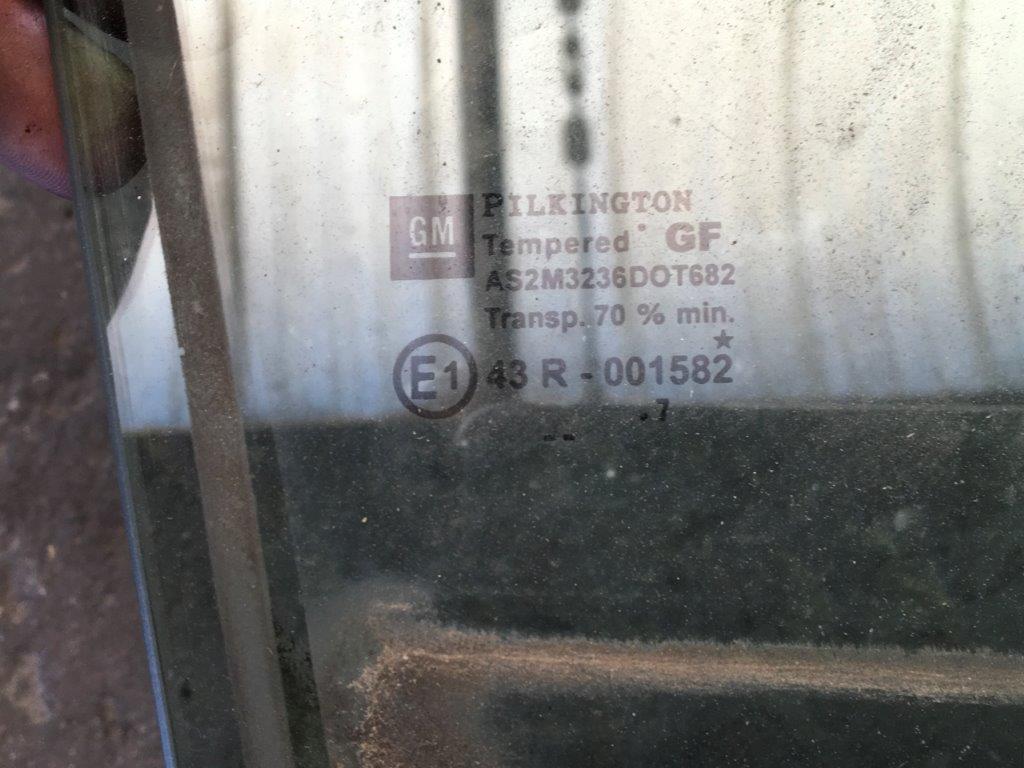 GM
PILKINGTON
Tempered GF
AS2M3236DOT682
Transp. 70 % min.
E1 43 R - 001582
.7
--